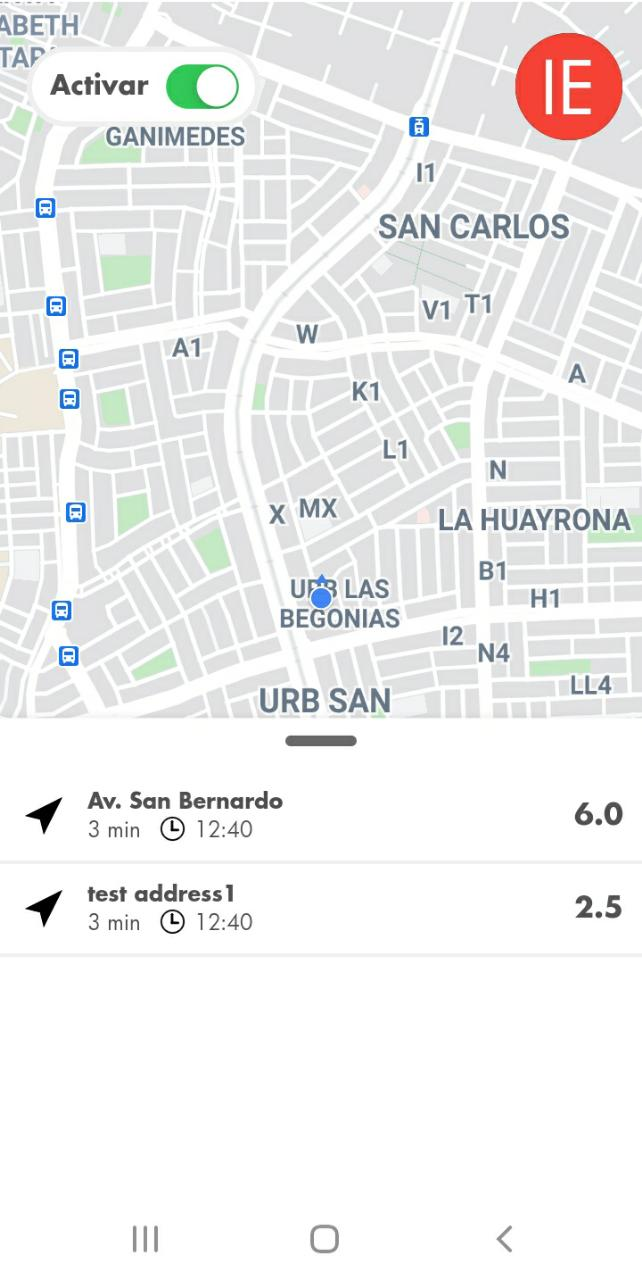 ABETH
TAR
Activar
IE
GANIMEDES
I1
SAN CARLOS
V1 T1
W
A1
A
K1
L1
N
X MX
LA HUAYRONA
B1
URB LAS
BEGONIAS
H1
I2
N4
LL4
URB SAN
Av. San Bernardo
3 min 12:40
6.0
test address1
3 min 12:40
2.5